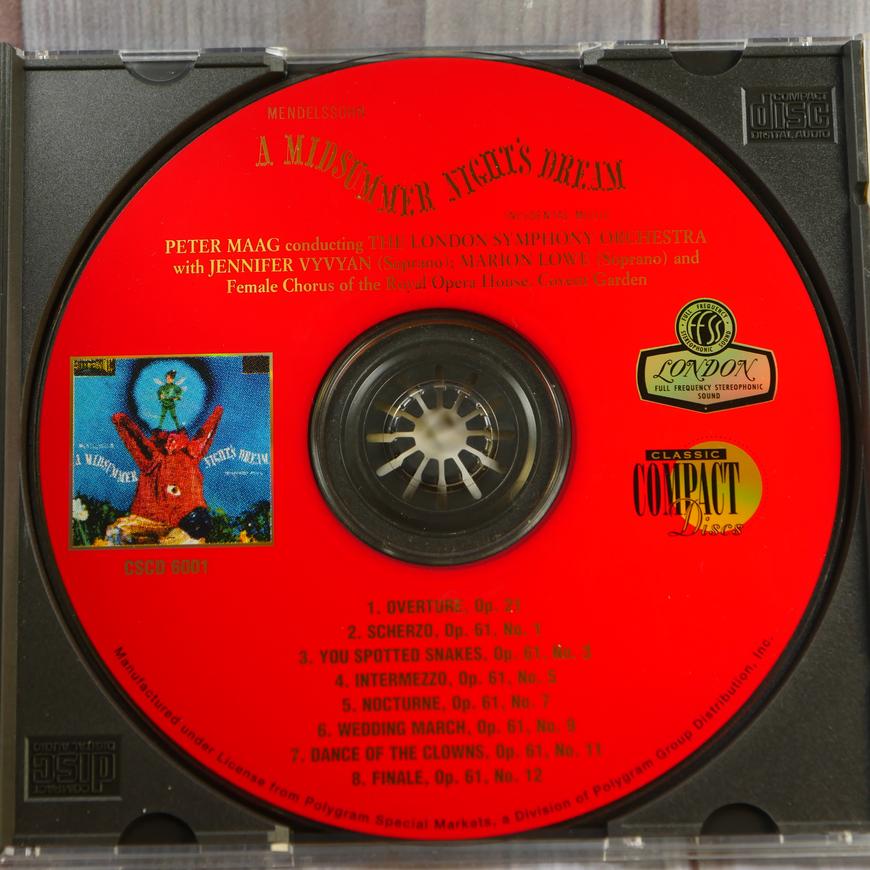 COMPACT
disc
DIGITAL AUDIO
MENDELSSOHN
A MIDSUMMER NIGHT'S DREAM
INCIDENTAL MUSIC
PETER MAAG conducting THE LONDON SYMPHONY ORCHESTRA
with JENNIFER VYVYAN (Soprano); MARION LOWE (Soprano) and
Female Chorus of the Royal Opera House, Covent Garden
FULL FREQUENCY
FFSS
STEREOPHONIC SOUND
LONDON
FULL FREQUENCY STEREOPHONIC
SOUND
A MIDSUMMER NIGHT'S DREAM
CLASSIC
COMPACT
Discs
CSCD 6001
1. OVERTURE, Op. 21
2. SCHERZO, Op. 61, No. 1
3. YOU SPOTTED SNAKES, Op. 61, No. 3
4. INTERMEZZO, Op. 61, No. 5
5. NOCTURNE, Op. 61, No. 7
6. WEDDING MARCH, Op. 61, No. 9
7. DANCE OF THE CLOWNS, Op. 61, No. 11
8. FINALE, Op. 61, No. 12
Manufactured under License from Polygram Special Markets, a Division of Polygram Group Distribution, Inc.
COMPACT
disc
DIGITAL AUDIO